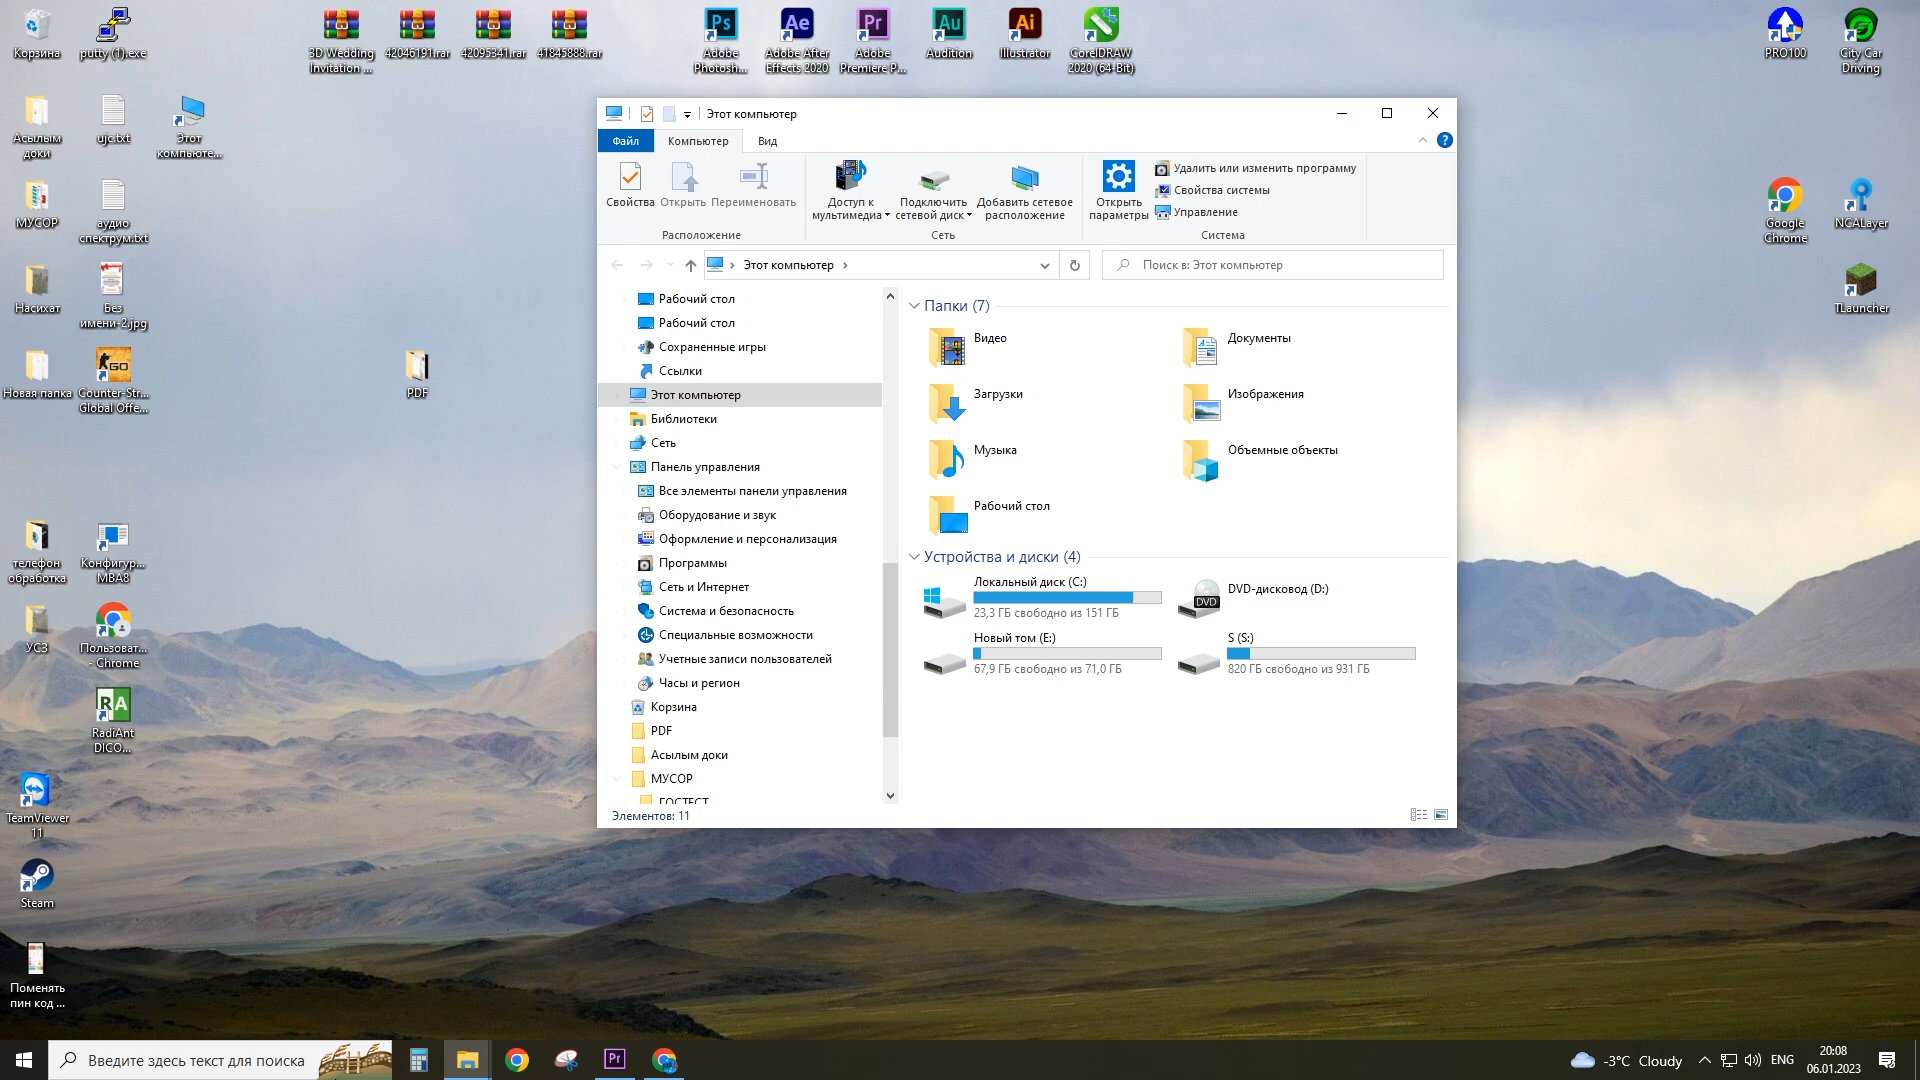 Корзина
putty (1).exe
3D Wedding
Invitation ...
42046191.rar
42095341.rar
41845888.rar
Adobe
Photosh...
Adobe After
Effects 2020
Adobe
Premiere P...
Audition
Illustrator
CorelDRAW
2020 (64-Bit)
PRO100
City Car
Driving
Асылым
доки
ujc.txt
Этот
компьюте...
МУСОР
аудио
спектрум.txt
Google
Chrome
NCALayer
Насихат
Без
имени-2.jpg
TLauncher
Новая папка
Counter-Str...
Global Offe...
PDF
телефон
обработка
Конфигур...
MBA8
УСЗ
Пользоват...
- Chrome
RadiAnt
DICO...
TeamViewer
11
Steam
Поменять
пин код ...
Этот компьютер
Файл
Компьютер
Вид
Свойства
Открыть
Переименовать
Расположение
Доступ к
мультимедиа
Подключить
сетевой диск
Добавить сетевое
расположение
Сеть
Открыть
параметры
Удалить или изменить программу
Свойства системы
Управление
Система
Этот компьютер
Поиск в: Этот компьютер
Рабочий стол
Рабочий стол
Сохраненные игры
Ссылки
Этот компьютер
Библиотеки
Сеть
Панель управления
Все элементы панели управления
Оборудование и звук
Оформление и персонализация
Программы
Сеть и Интернет
Система и безопасность
Специальные возможности
Учетные записи пользователей
Часы и регион
Корзина
PDF
Асылым доки
МУСОР
ГОСТЕСТ
Папки (7)
Видео
Документы
Загрузки
Изображения
Музыка
Объемные объекты
Рабочий стол
Устройства и диски (4)
Локальный диск (C:)
23,3 ГБ свободно из 151 ГБ
DVD-дисковод (D:)
Новый том (E:)
67,9 ГБ свободно из 71,0 ГБ
S (S:)
820 ГБ свободно из 931 ГБ
Элементов: 11
Введите здесь текст для поиска
-3°C Cloudy
ENG
20:08
06.01.2023